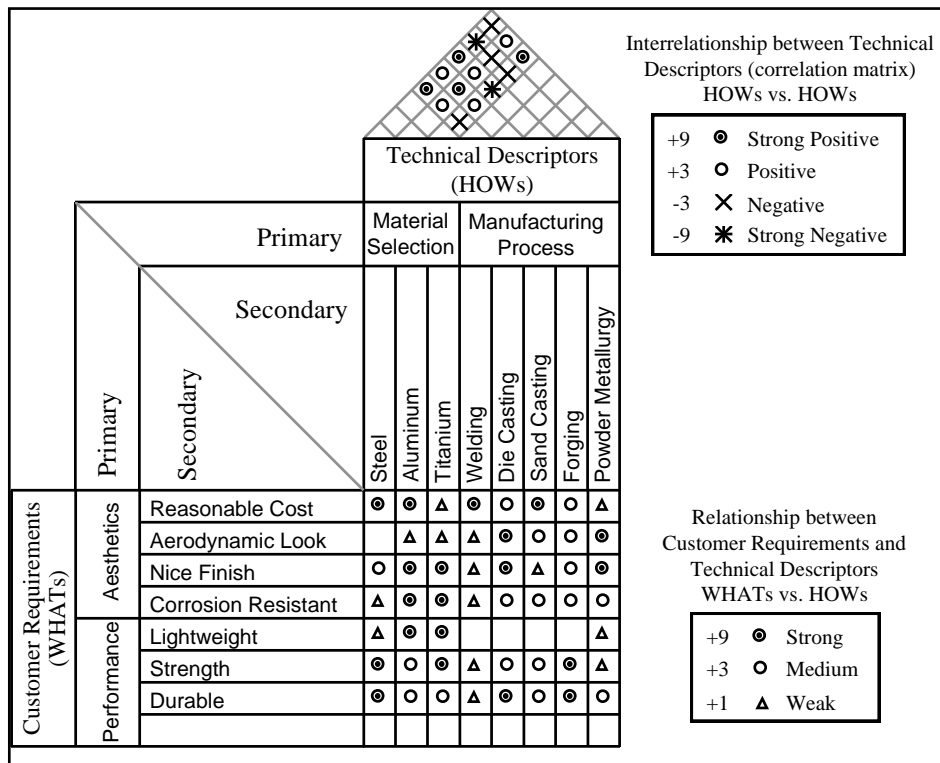 Interrelationship between Technical
Descriptors (correlation matrix)
HOWs vs. HOWs
+9 Strong Positive
+3 Positive
-3 Negative
-9 Strong Negative
Technical Descriptors
(HOWs)
Primary
Material
Selection
Manufacturing
Process
Secondary
Primary
Secondary
Steel
Aluminum
Titanium
Welding
Die Casting
Sand Casting
Forging
Powder Metallurgy
Customer Requirements
(WHATs)
Aesthetics
Reasonable Cost
Aerodynamic Look
Nice Finish
Corrosion Resistant
Performance
Lightweight
Strength
Durable
Relationship between
Customer Requirements and
Technical Descriptors
WHATs vs. HOWs
+9 Strong
+3 Medium
+1 Weak